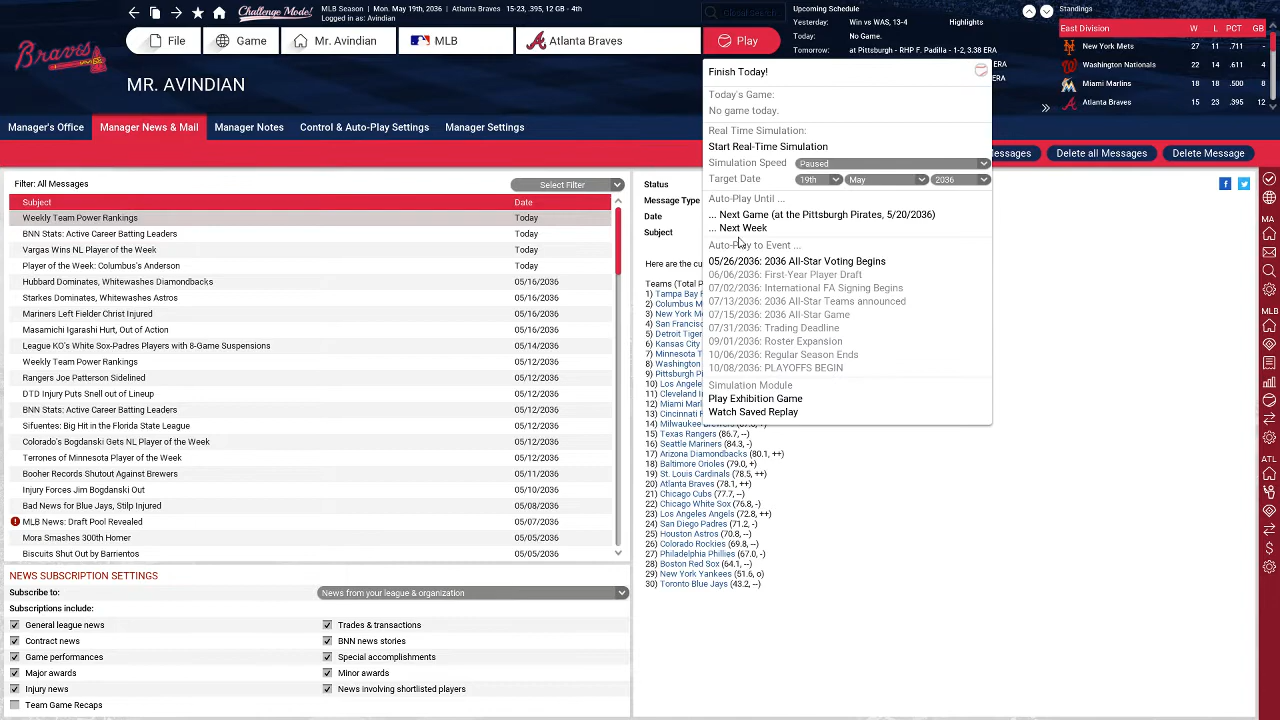 Challenge Mode!
MLB Season | Mon. May 19th, 2036 | Atlanta Braves 15-23, .395, 12 GB - 4th
Logged in as: Avindian
Braves
File
Game
Mr. Avindian
MLB
Atlanta Braves
Play
Upcoming Schedule
Yesterday: Win vs WAS, 13-4 Highlights
Today: No Game.
Tomorrow: at Pittsburgh - RHP F. Padilla - 1-2, 3.38 ERA
ERA
ERA
Standings
East Division W L PCT GB
New York Mets 27 11 .711 -
Washington Nationals 22 14 .611 4
Miami Marlins 18 18 .500 8
Atlanta Braves 15 23 .395 12
MR. AVINDIAN
Manager's Office
Manager News & Mail
Manager Notes
Control & Auto-Play Settings
Manager Settings
Delete all Messages
Delete Message
Finish Today!
Today's Game:
No game today.
Real Time Simulation:
Start Real-Time Simulation
Simulation Speed Paused
Target Date 19th May 2036
Auto-Play Until ...
... Next Game (at the Pittsburgh Pirates, 5/20/2036)
... Next Week
Auto-Play to Event ...
05/26/2036: 2036 All-Star Voting Begins
06/06/2036: First-Year Player Draft
07/02/2036: International FA Signing Begins
07/13/2036: 2036 All-Star Teams announced
07/15/2036: 2036 All-Star Game
07/31/2036: Trading Deadline
09/01/2036: Roster Expansion
10/06/2036: Regular Season Ends
10/08/2036: PLAYOFFS BEGIN
Simulation Module
Play Exhibition Game
Watch Saved Replay
Filter: All Messages Select Filter
Subject Date
Weekly Team Power Rankings Today
BNN Stats: Active Career Batting Leaders Today
Vargas Wins NL Player of the Week Today
Player of the Week: Columbus's Anderson Today
Hubbard Dominates, Whitewashes Diamondbacks 05/16/2036
Starkes Dominates, Whitewashes Astros 05/16/2036
Mariners Left Fielder Christ Injured 05/16/2036
Masamichi Igarashi Hurt, Out of Action 05/16/2036
League KO's White Sox-Padres Players with 8-Game Suspensions 05/14/2036
Weekly Team Power Rankings 05/12/2036
Rangers Joe Patterson Sidelined 05/12/2036
DTD Injury Puts Snell out of Lineup 05/12/2036
BNN Stats: Active Career Batting Leaders 05/12/2036
Sifuentes: Big Hit in the Florida State League 05/12/2036
Colorado's Bogdanski Gets NL Player of the Week 05/12/2036
Terrones of Minnesota Player of the Week 05/12/2036
Booher Records Shutout Against Brewers 05/11/2036
Injury Forces Jim Bogdanski Out 05/10/2036
Bad News for Blue Jays, Stilp Injured 05/08/2036
MLB News: Draft Pool Revealed 05/07/2036
Mora Smashes 300th Homer 05/05/2036
Biscuits Shut Out by Barrientos 05/05/2036
Status
Message Type
Date
Subject
Here are the cu
Teams (Total P
1) Tampa Bay
2) Columbus M
3) New York M
4) San Francisc
5) Detroit Tiger
6) Kansas City
7) Minnesota T
8) Washington
9) Pittsburgh Pi
10) Los Angeles
11) Cleveland In
12) Miami Marl
13) Cincinnati R
14) Milwaukee Brewers
15) Texas Rangers (86.7, --)
16) Seattle Mariners (84.3, -)
17) Arizona Diamondbacks (80.1, ++)
18) Baltimore Orioles (79.0, +)
19) St. Louis Cardinals (78.5, ++)
20) Atlanta Braves (78.1, ++)
21) Chicago Cubs (77.7, --)
22) Chicago White Sox (76.8, -)
23) Los Angeles Angels (72.8, ++)
24) San Diego Padres (71.2, -)
25) Houston Astros (70.8, --)
26) Colorado Rockies (69.8, --)
27) Philadelphia Phillies (67.0, -)
28) Boston Red Sox (64.1, --)
29) New York Yankees (51.6, o)
30) Toronto Blue Jays (43.2, --)
NEWS SUBSCRIPTION SETTINGS
Subscribe to: News from your league & organization
Subscriptions include:
General league news Trades & transactions
Contract news BNN news stories
Game performances Special accomplishments
Major awards Minor awards
Injury news News involving shortlisted players
Team Game Recaps
MLB
MA
MLB
ATL